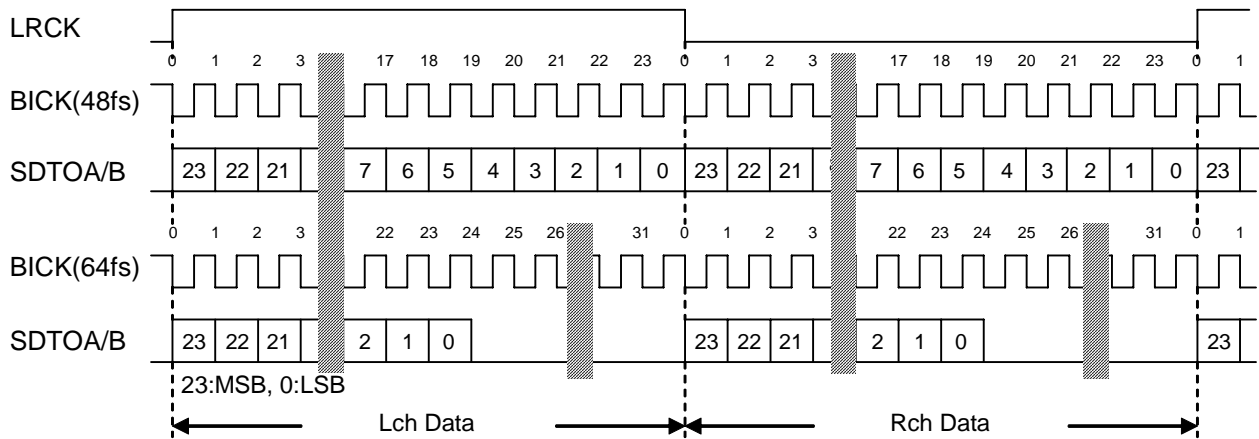 LRCK
0 1 2 3 17 18 19 20 21 22 23 0 1 2 3 17 18 19 20 21 22 23 0 1
BICK(48fs)
SDTOA/B 23 22 21 7 6 5 4 3 2 1 0 23 22 21 7 6 5 4 3 2 1 0 23
0 1 2 3 22 23 24 25 26 31 0 1 2 3 22 23 24 25 26 31 0 1
BICK(64fs)
SDTOA/B 23 22 21 2 1 0 23 22 21 2 1 0 23
23:MSB, 0:LSB
Lch Data Rch Data